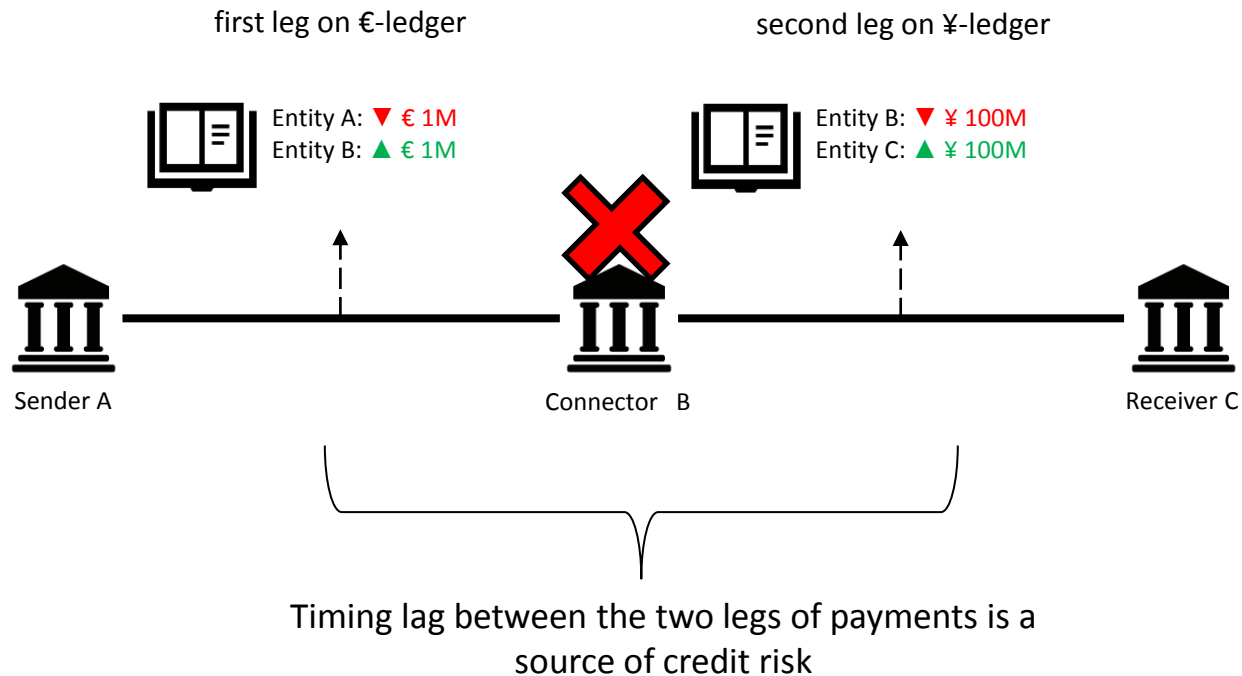 first leg on €-ledger
second leg on ¥-ledger
Entity A: ▼ € 1M
Entity B: ▲ € 1M
Entity B: ▼ ¥ 100M
Entity C: ▲ ¥ 100M
Sender A
Connector B
Receiver C
Timing lag between the two legs of payments is a
source of credit risk